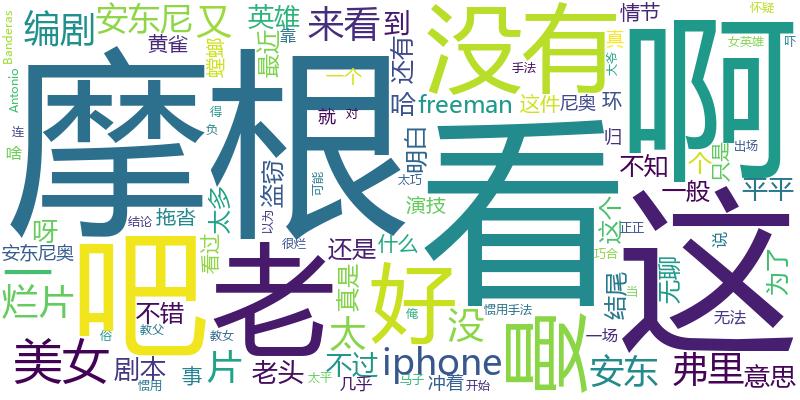 编剧 安东尼 又 英雄 来看 到 没有 情节 怀疑
Banderas 黄雀 最近 靠 真 女英雄 吓
螳螂 一个 还有 手法 大爷 啊
Antonio 摩根 哈 freeman 这件 尼奥 环
连 得 就 对 看 归 只是
啥 负 明白 不知 个 出场
呀 吧 老 太多 盗窃 可能 太巧 演技 这个 一般 平平
拖沓 以为 正正 说
安东尼奥 结论 还是 什么 好 曼 结尾 无聊 为了
一 看过 很烂 真是 巧合 这
烂片 不错 太 没 俺 惯用手法 一场 无法
俗 教父 教女 不过 iphone 安东 弗里 意思
美女 剧本 事 片 老头 几乎 冲着
惯用 太平 马子 开始